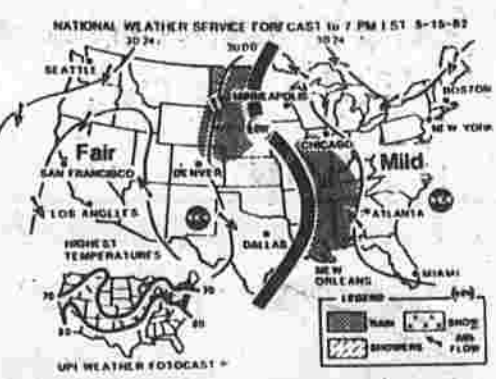 NATIONAL WEATHER SERVICE FORECAST to 7 PM EST 5-15-82
30.24
30.00
30.24
SEATTLE
MINNEAPOLIS
BOSTON
LOW
NEW YORK
CHICAGO
Fair
Mild
SAN FRANCISCO
DENVER
LOS ANGELES
ATLANTA
DALLAS
HIGHEST
TEMPERATURES
NEW
ORLEANS
MIAMI
70
70
80
80
LEGEND
RAIN
SNOW
SHOWERS
AIR
FLOW
UPI WEATHER FOTOCAST ®